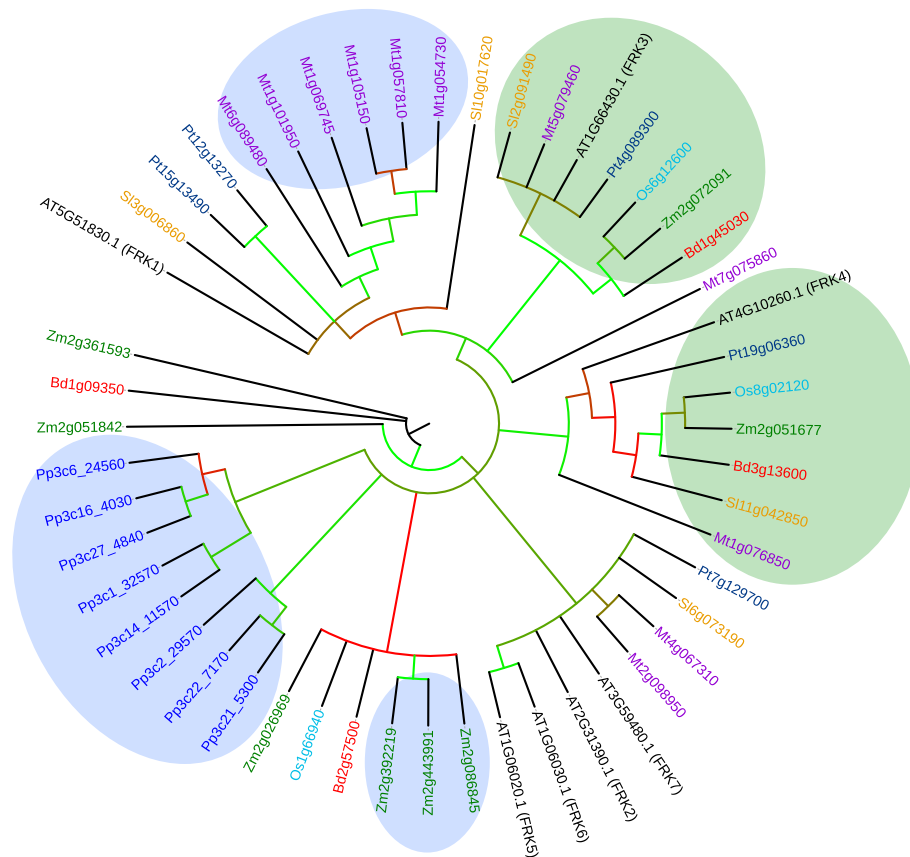 AT5G51830.1 (FRK1)
Sl3g006860
Pt15g13490
Pt12g13270
Mt6g089480
Mt1g101950
Mt1g069745
Mt1g105150
Mt1g057810
Mt1g054730
Sl10g017620
Sl2g091490
Mt5g079460
AT1G66430.1 (FRK3)
Pt4g089300
Os6g12600
Zm2g072091
Bd1g45030
Mt7g075860
AT4G10260.1 (FRK4)
Pt19g06360
Os8g02120
Zm2g051677
Bd3g13600
Sl11g042850
Mt1g076850
Pt7g129700
Sl6g073190
Mt4g067310
Mt2g098950
AT3G59480.1 (FRK7)
AT2G31390.1 (FRK2)
AT1G06030.1 (FRK6)
AT1G06020.1 (FRK5)
Zm2g086845
Zm2g443991
Zm2g392219
Bd2g57500
Os1g66940
Zm2g026969
Pp3c21_5300
Pp3c22_7170
Pp3c2_29570
Pp3c14_11570
Pp3c1_32570
Pp3c27_4840
Pp3c16_4030
Pp3c6_24560
Zm2g051842
Bd1g09350
Zm2g361593